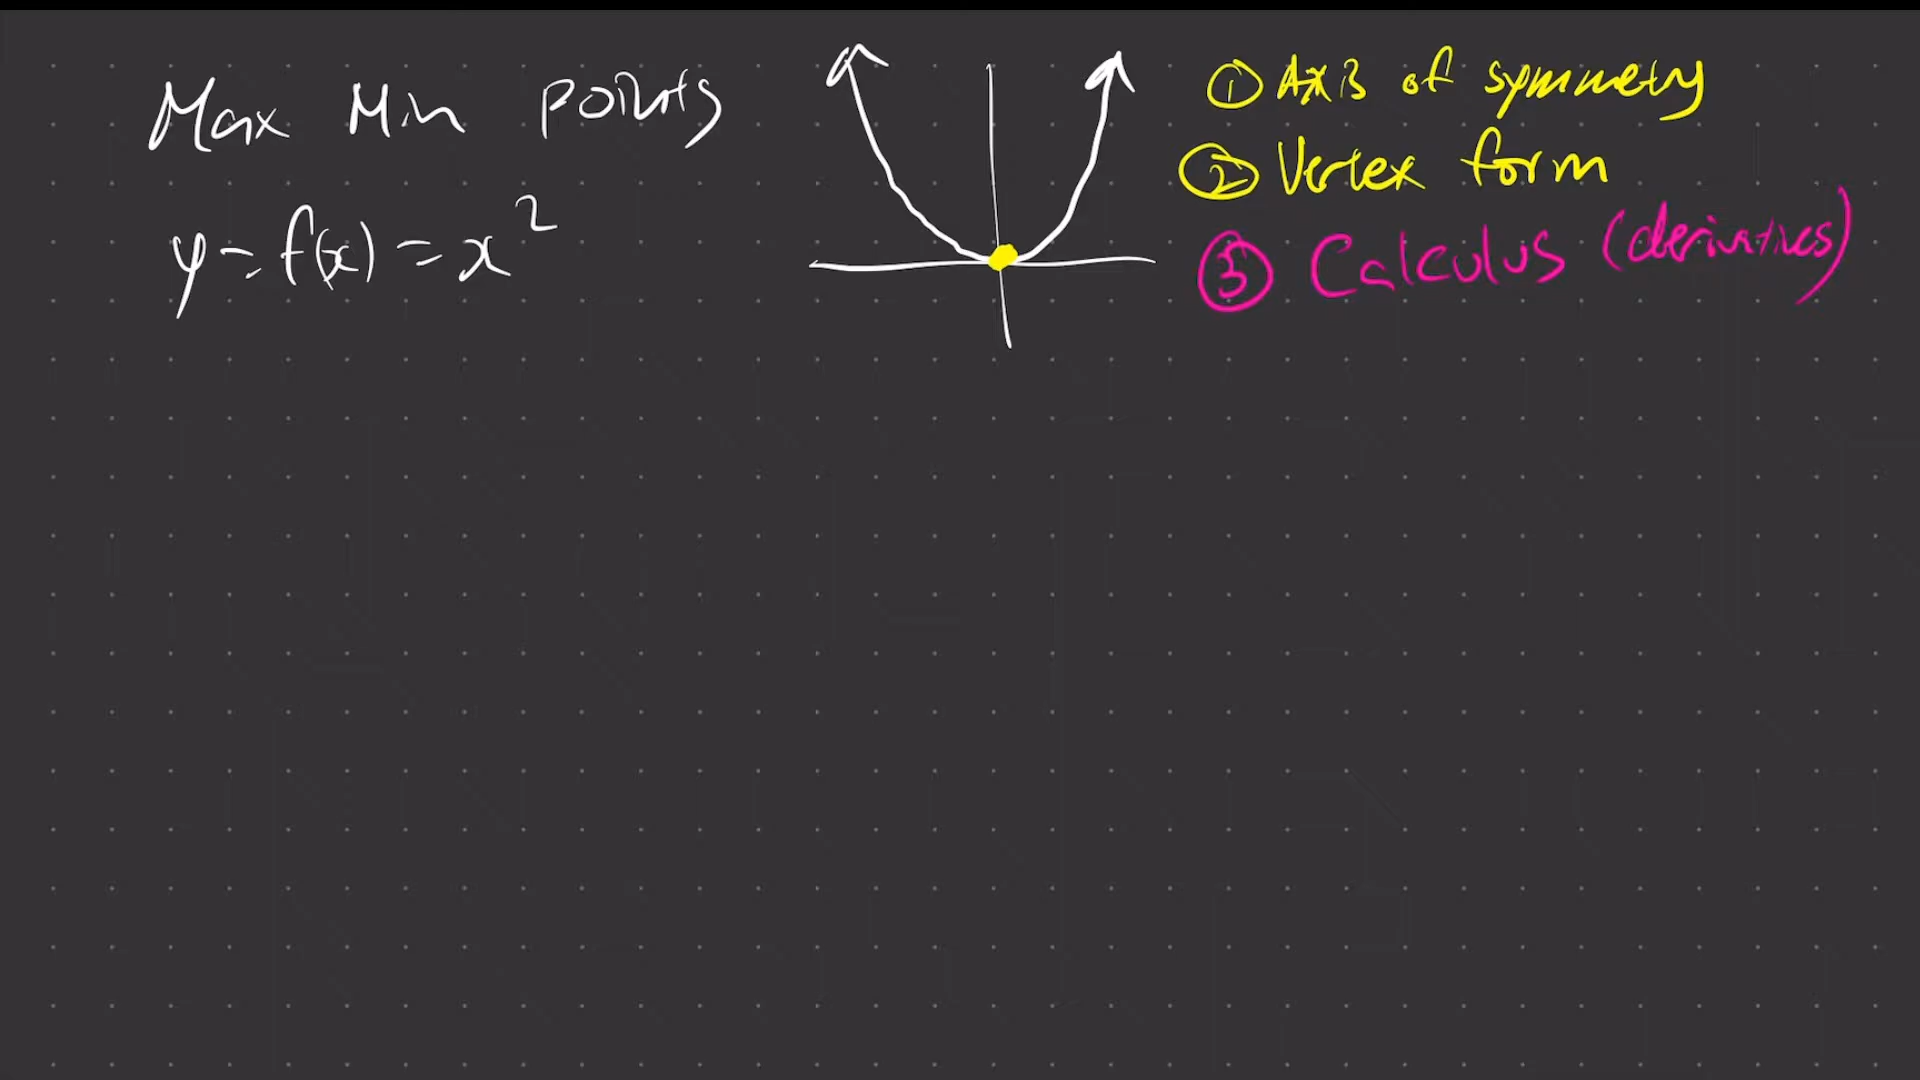 Max Min points
y = f(x) = x²
① Axis of symmetry
② Vertex form
③ Calculus (derivatives)